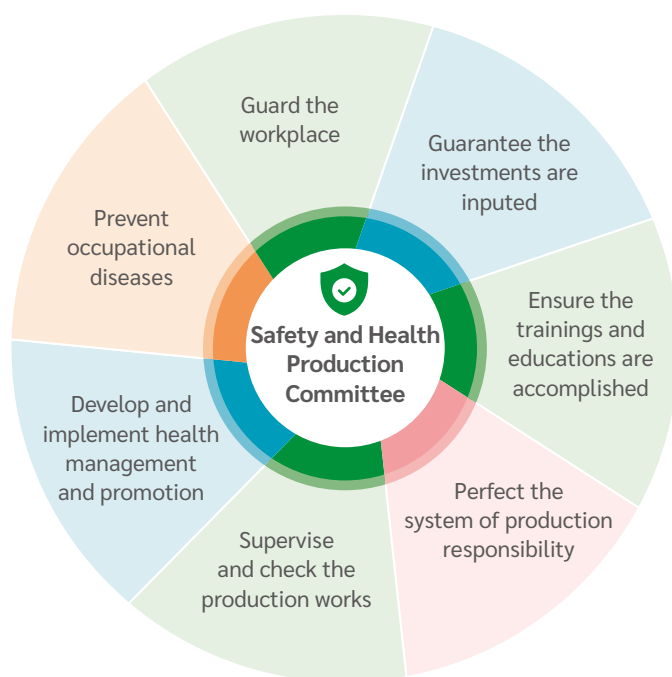 Guard the
workplace
Guarantee the
investments are
inputed
Ensure the
trainings and
educations are
accomplished
Perfect the
system of production
responsibility
Supervise
and check the
production works
Develop and
implement health
management
and promotion
Prevent
occupational
diseases
Safety and Health
Production
Committee